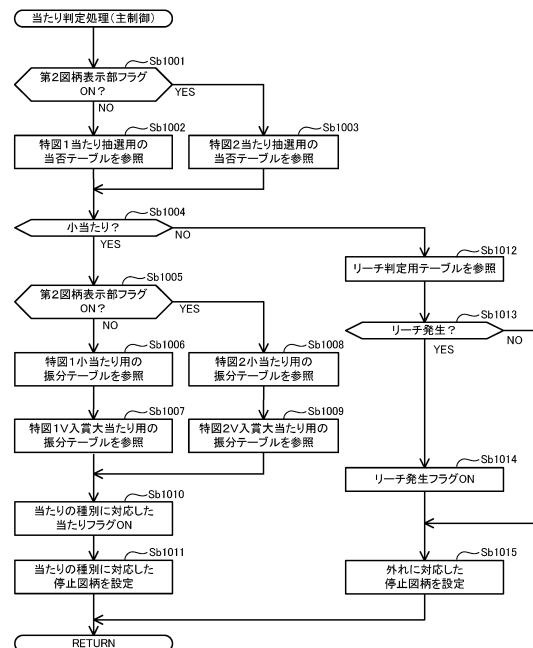 当たり判定処理(主制御)
Sb1001
第2図柄表示部フラグ
ON?
YES
NO
Sb1002
特図1当たり抽選用の
当否テーブルを参照
Sb1003
特図2当たり抽選用の
当否テーブルを参照
Sb1004
小当たり?
NO
YES
Sb1005
第2図柄表示部フラグ
ON?
YES
NO
Sb1006
特図1小当たり用の
振分テーブルを参照
Sb1008
特図2小当たり用の
振分テーブルを参照
Sb1007
特図1V入賞大当たり用の
振分テーブルを参照
Sb1009
特図2V入賞大当たり用の
振分テーブルを参照
Sb1010
当たりの種別に対応した
当たりフラグON
Sb1011
当たりの種別に対応した
停止図柄を設定
Sb1012
リーチ判定用テーブルを参照
Sb1013
リーチ発生?
NO
YES
Sb1014
リーチ発生フラグON
Sb1015
外れに対応した
停止図柄を設定
RETURN